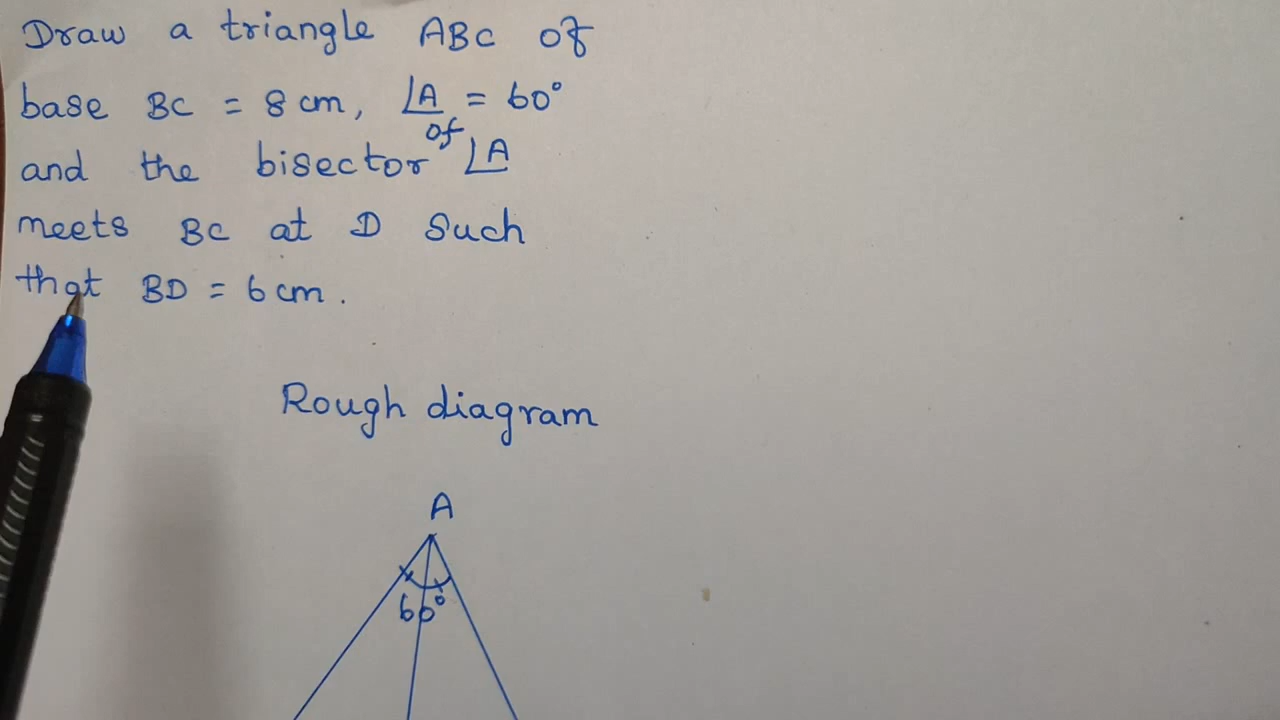 Draw a triangle ABC of
base BC = 8 cm, ∠A = 60°
and the bisector of ∠A
meets BC at D Such
that BD = 6 cm.
Rough diagram
A
60°